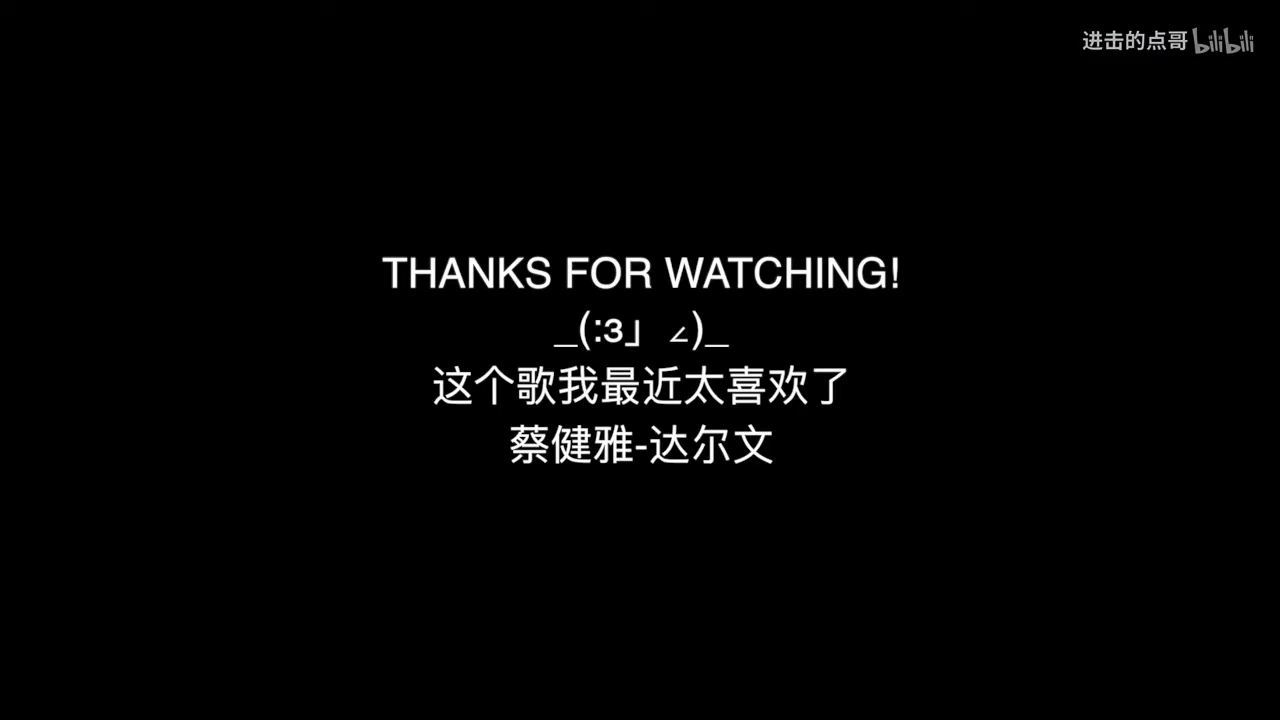 进击的点哥 bilibili
THANKS FOR WATCHING!
_(:з」∠)_
这个歌我最近太喜欢了
蔡健雅-达尔文